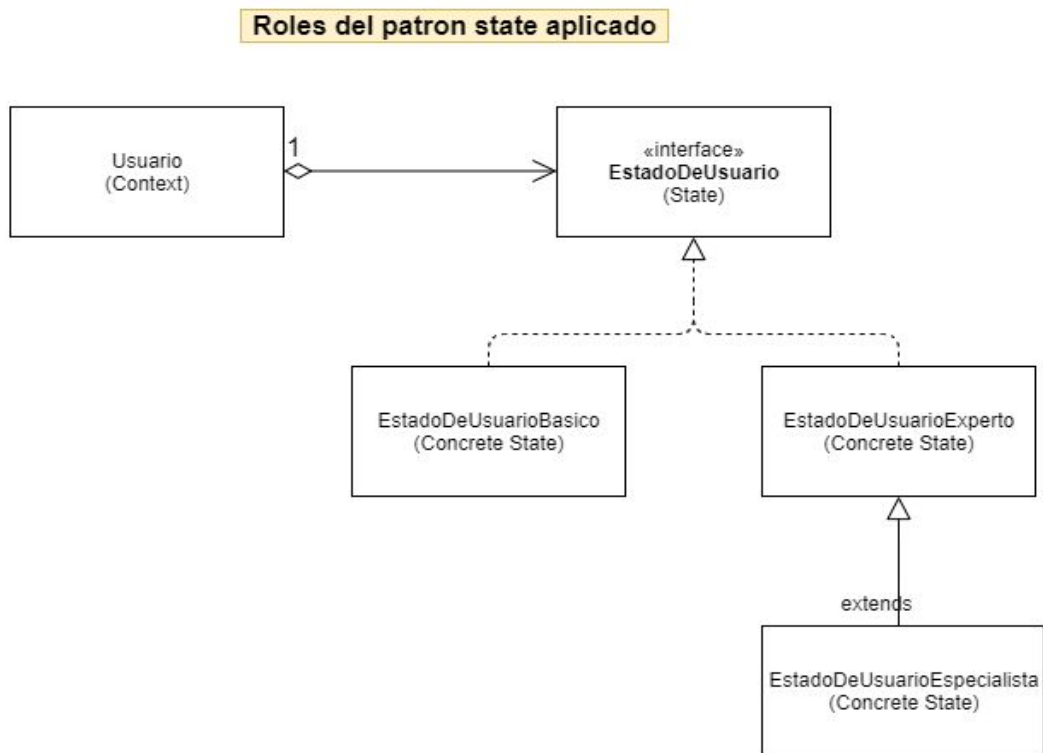 Roles del patron state aplicado
Usuario
(Context)
1
«interface»
EstadoDeUsuario
(State)
EstadoDeUsuarioBasico
(Concrete State)
EstadoDeUsuarioExperto
(Concrete State)
extends
EstadoDeUsuarioEspecialista
(Concrete State)